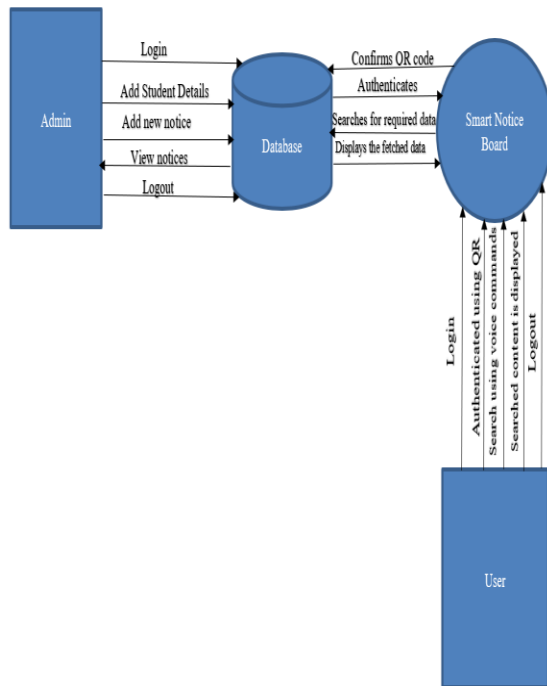 Login
Add Student Details
Add new notice
View notices
Logout
Admin
Database
Confirms QR code
Authenticates
Searches for required data
Displays the fetched data
Smart Notice
Board
Login
Authenticated using QR
Search using voice commands
Searched content is displayed
Logout
User